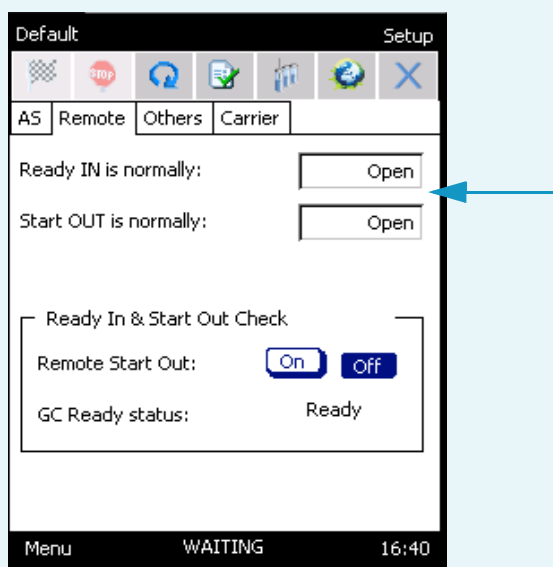 Default Setup
STOP
AS Remote Others Carrier
Ready IN is normally: Open
Start OUT is normally: Open
Ready In & Start Out Check
Remote Start Out: On Off
GC Ready status: Ready
Menu WAITING 16:40